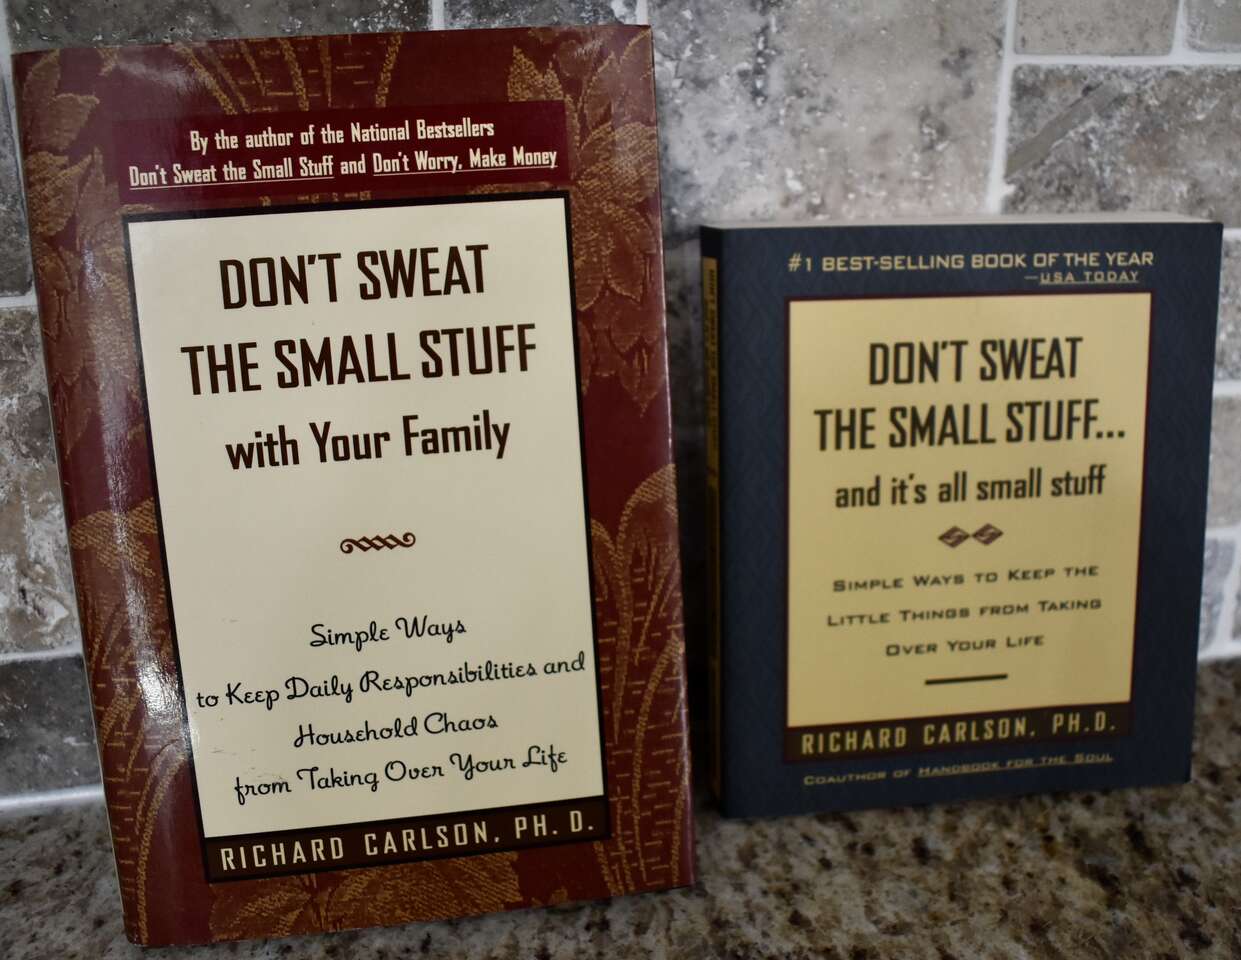 By the author of the National Bestsellers
Don't Sweat the Small Stuff and Don't Worry, Make Money
DON'T SWEAT
THE SMALL STUFF
with Your Family
Simple Ways
to Keep Daily Responsibilities and
Household Chaos
from Taking Over Your Life
RICHARD CARLSON, PH. D.
#1 BEST-SELLING BOOK OF THE YEAR
—USA TODAY
DON'T SWEAT
THE SMALL STUFF...
and it's all small stuff
SIMPLE WAYS TO KEEP THE
LITTLE THINGS FROM TAKING
OVER YOUR LIFE
RICHARD CARLSON, PH.D.
COAUTHOR OF HANDBOOK FOR THE SOUL